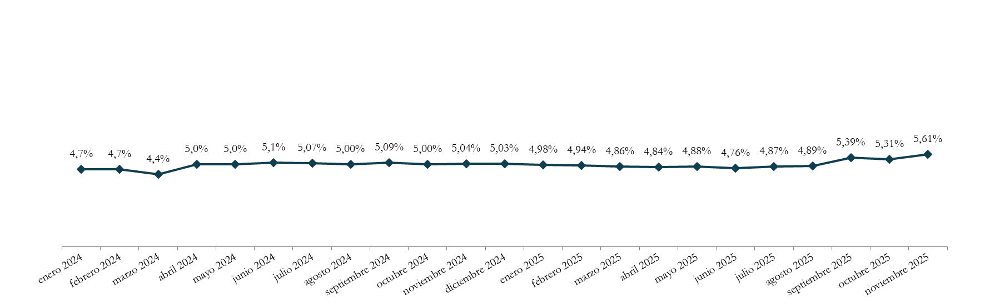 4,7%
4,7%
4,4%
5,0%
5,0%
5,1%
5,07%
5,00%
5,09%
5,00%
5,04%
5,03%
4,98%
4,94%
4,86%
4,84%
4,88%
4,76%
4,87%
4,89%
5,39%
5,31%
5,61%
enero 2024
febrero 2024
marzo 2024
abril 2024
mayo 2024
junio 2024
julio 2024
agosto 2024
septiembre 2024
octubre 2024
noviembre 2024
diciembre 2024
enero 2025
febrero 2025
marzo 2025
abril 2025
mayo 2025
junio 2025
julio 2025
agosto 2025
septiembre 2025
octubre 2025
noviembre 2025